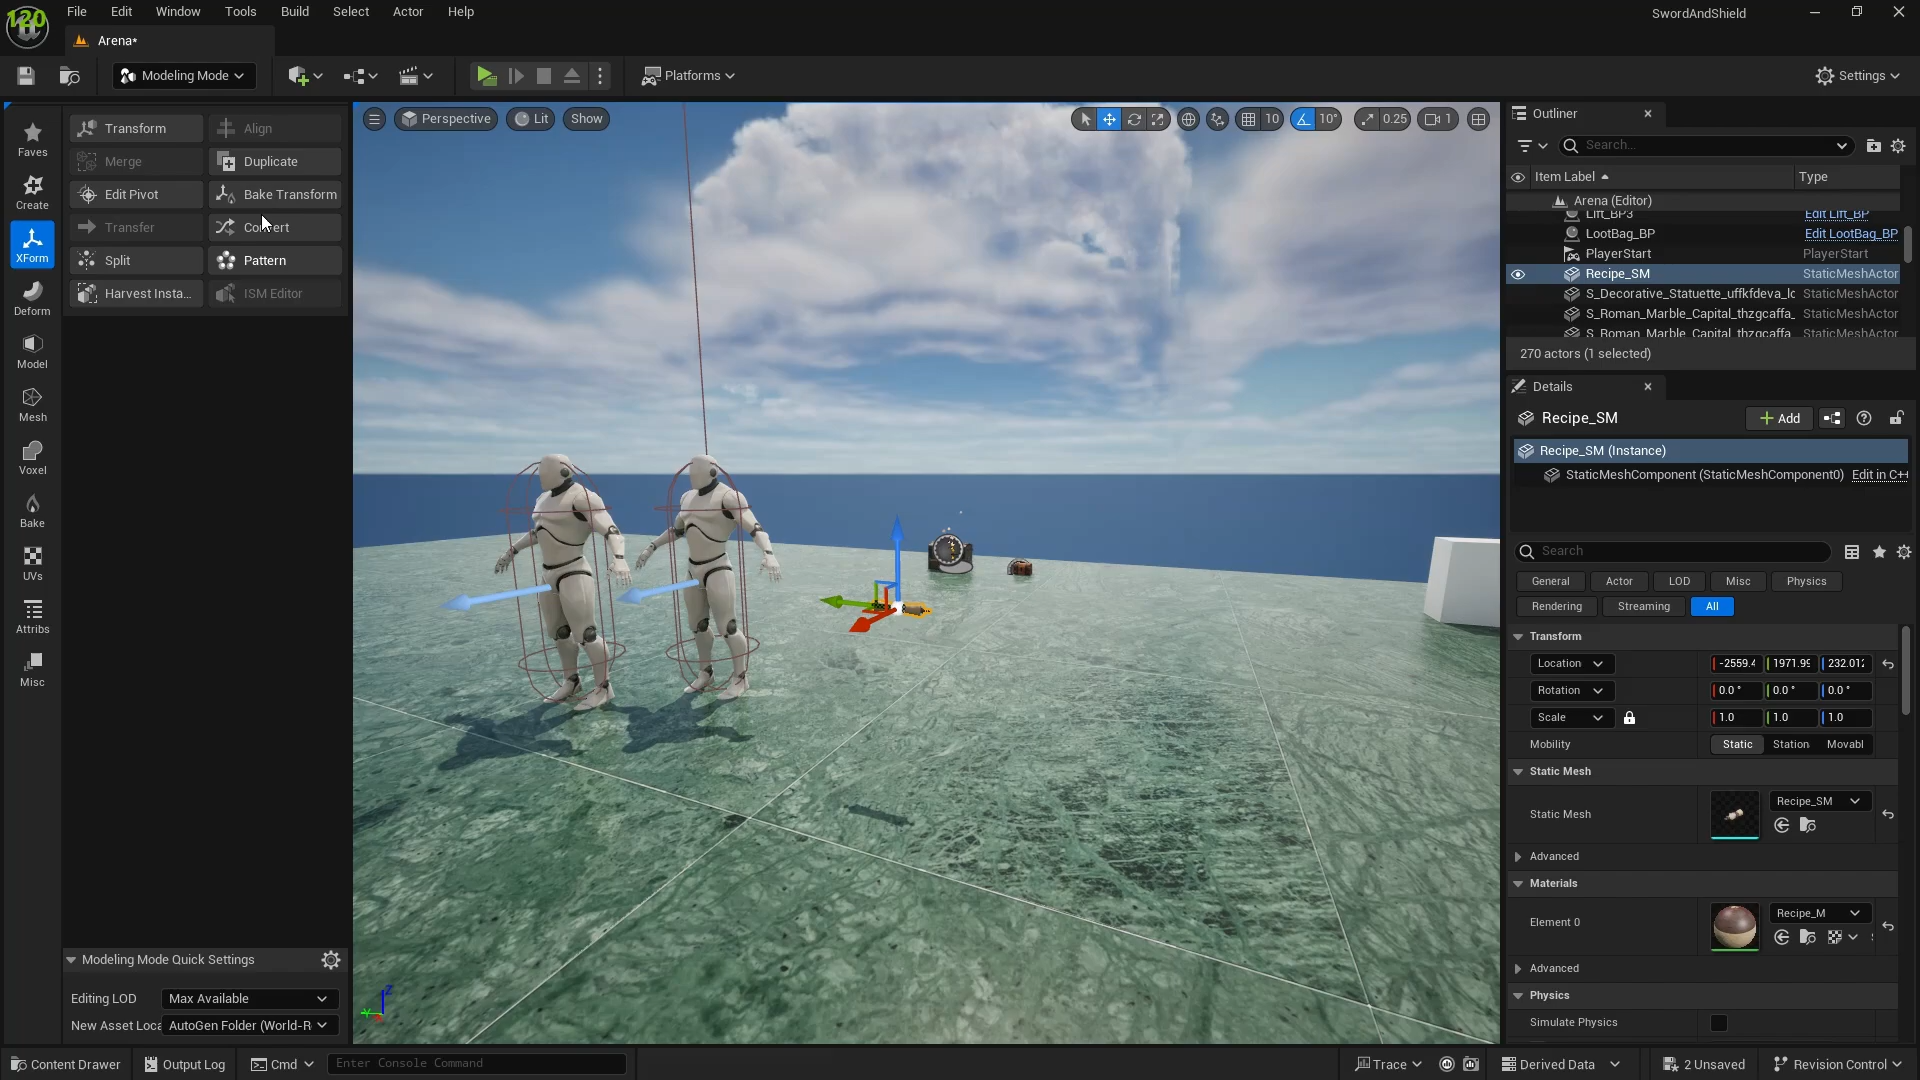 120
File Edit Window Tools Build Select Actor Help
SwordAndShield
Arena*
Modeling Mode
Platforms
Settings
Faves
Create
XForm
Deform
Model
Mesh
Voxel
Bake
UVs
Attribs
Misc
Transform Align
Merge Duplicate
Edit Pivot Bake Transform
Transfer
Split Pattern
Harvest Insta... ISM Editor
Modeling Mode Quick Settings
Editing LOD Max Available
New Asset Loca AutoGen Folder (World-R
Perspective Lit Show
10 10° 0.25 1
Z
Outliner
Search...
Item Label Type
Arena (Editor)
Lift_BP3 Edit Lift_BP
LootBag_BP Edit LootBag_BP
PlayerStart PlayerStart
Recipe_SM StaticMeshActor
S_Decorative_Statuette_uffkfdeva_lo StaticMeshActor
S_Roman_Marble_Capital_thzgcaffa_ StaticMeshActor
S_Roman_Marble_Capital_thzgcaffa_ StaticMeshActor
270 actors (1 selected)
Details
Recipe_SM
Add
Recipe_SM (Instance)
StaticMeshComponent (StaticMeshComponent0) Edit in C++
Search
General Actor LOD Misc Physics
Rendering Streaming All
Transform
Location -2559.4 1971.99 232.012
Rotation 0.0 ° 0.0 ° 0.0 °
Scale 1.0 1.0 1.0
Mobility Static Station Movabl
Static Mesh
Static Mesh Recipe_SM
Advanced
Materials
Element 0 Recipe_M
Advanced
Physics
Simulate Physics
Content Drawer Output Log Cmd Enter Console Command
Trace Derived Data 2 Unsaved Revision Control